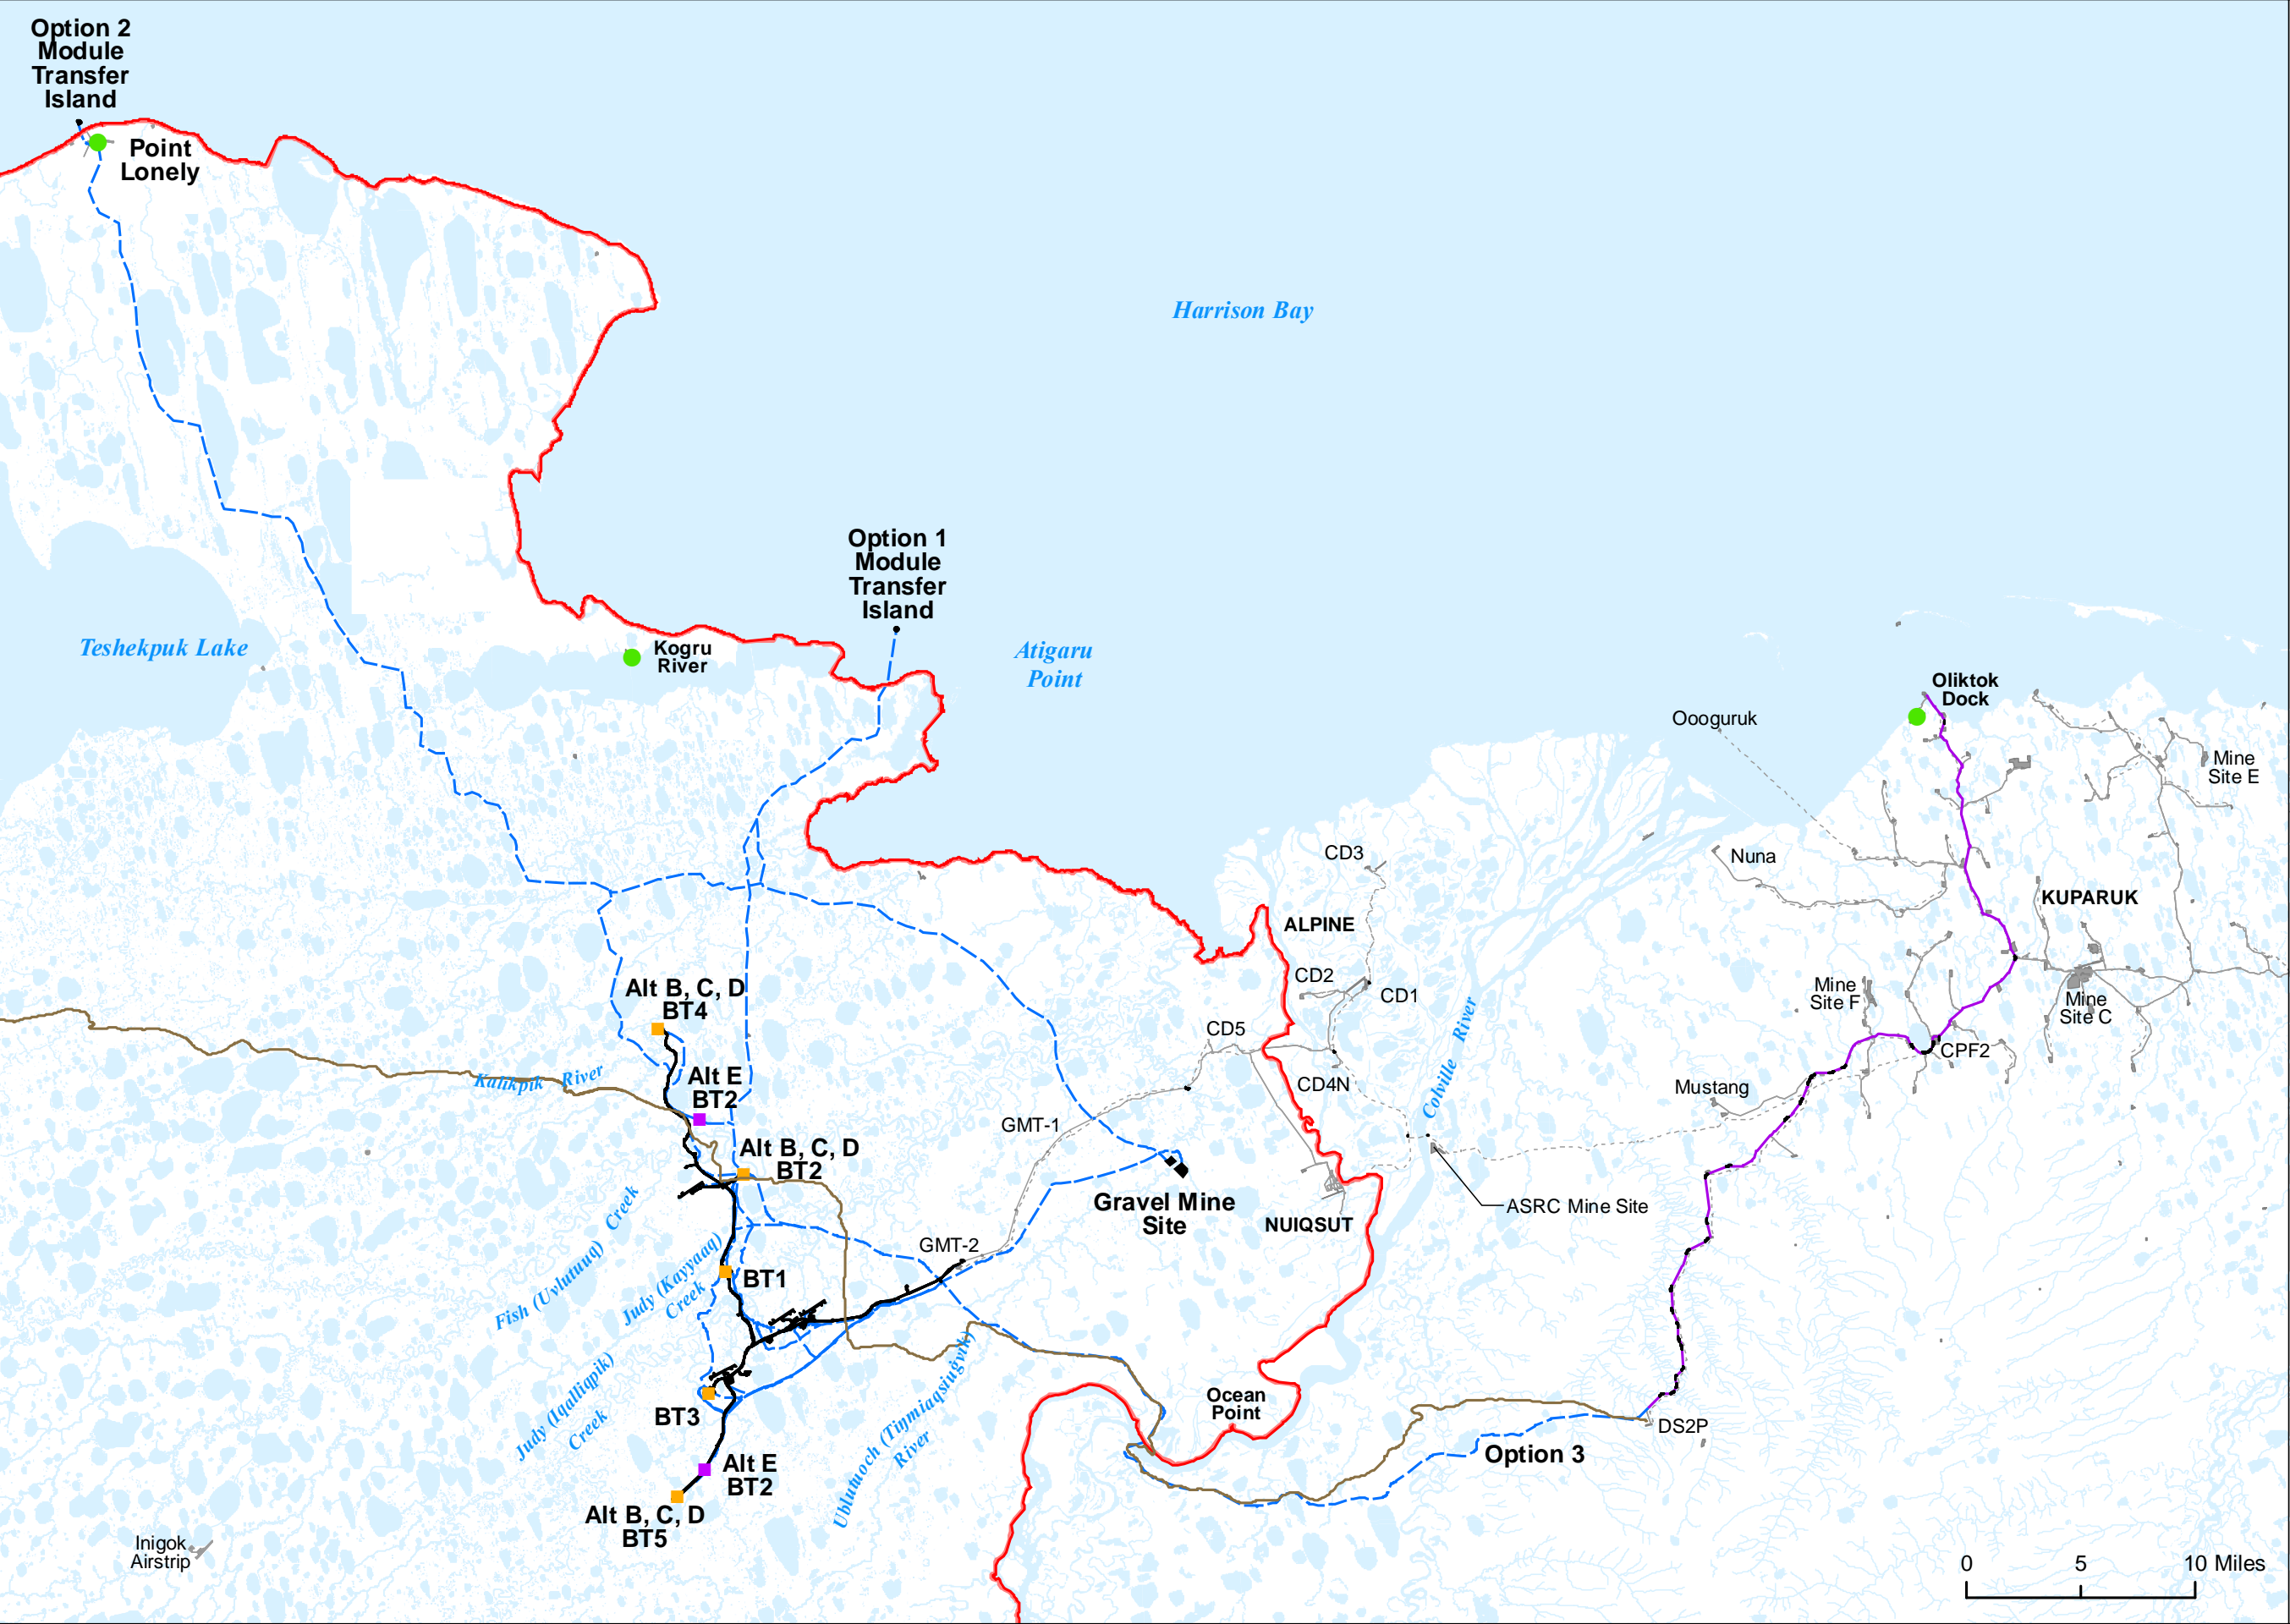 Option 2
Module
Transfer
Island
Point
Lonely
Harrison Bay
Option 1
Module
Transfer
Island
Teshekpuk Lake
Kogru
River
Atigaru
Point
Oliktok
Dock
Oooguruk
Mine
Site E
CD3
Nuna
KUPARUK
ALPINE
CD2
CD1
Mine
Site F
Mine
Site C
Alt B, C, D
BT4
CD5
Colville River
CPF2
Kalikpik River
Alt E
BT2
CD4N
Mustang
GMT-1
Alt B, C, D
BT2
Gravel Mine
Site
ASRC Mine Site
NUIQSUT
Fish (Uvlutuuq) Creek
Judy (Kayyaaq)
Creek
GMT-2
BT1
Judy (Iqalliqpik)
Creek
Ublutuoch (Tiŋmiaqsiuġvik)
River
BT3
Ocean
Point
DS2P
Option 3
Alt E
BT2
Alt B, C, D
BT5
Inigok
Airstrip
0 5 10 Miles